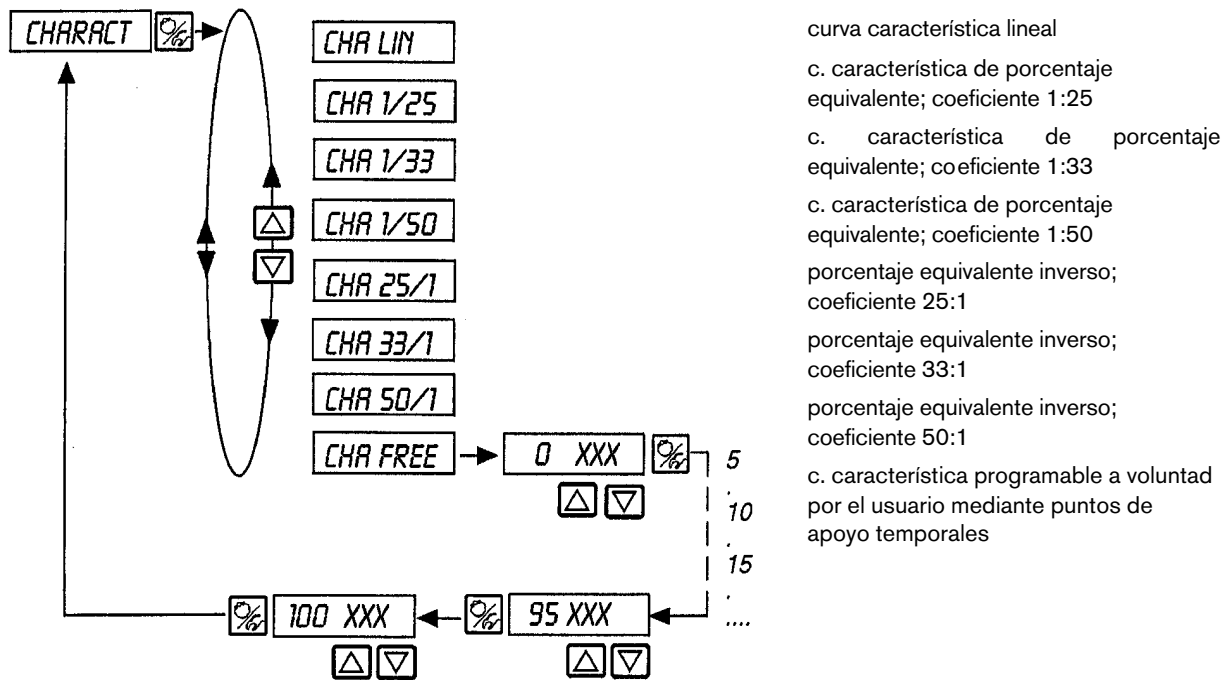 CHARACT
CHA LIN
CHA 1/25
CHA 1/33
CHA 1/50
CHA 25/1
CHA 33/1
CHA 50/1
CHA FREE
0 XXX
5
.
10
.
15
.
....
100 XXX
95 XXX
curva característica lineal
c. característica de porcentaje
equivalente; coeficiente 1:25
c. característica de porcentaje
equivalente; coeficiente 1:33
c. característica de porcentaje
equivalente; coeficiente 1:50
porcentaje equivalente inverso;
coeficiente 25:1
porcentaje equivalente inverso;
coeficiente 33:1
porcentaje equivalente inverso;
coeficiente 50:1
c. característica programable a voluntad
por el usuario mediante puntos de
apoyo temporales